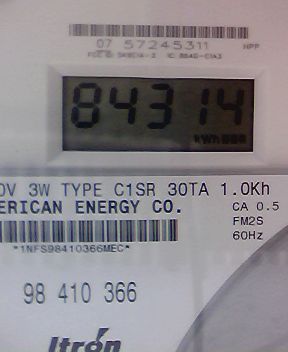 07 57245311 HPP
84314
kWh
0V 3W TYPE C1SR 30TA 1.0Kh
ERICAN ENERGY CO. CA 0.5
FM2S
60Hz
*1NFS98410366MEC*
98 410 366
Itron